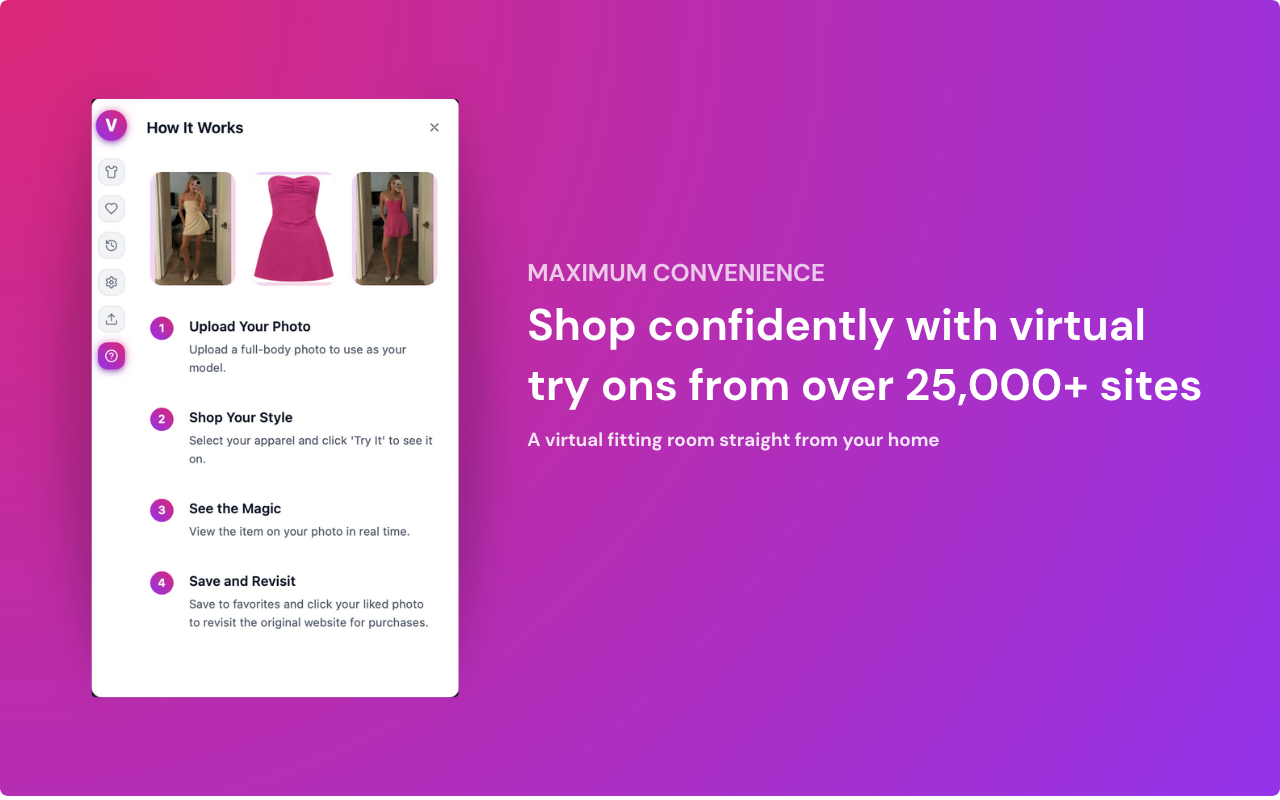 V
How It Works
1
Upload Your Photo
Upload a full-body photo to use as your
model.
2
Shop Your Style
Select your apparel and click 'Try It' to see it
on.
3
See the Magic
View the item on your photo in real time.
4
Save and Revisit
Save to favorites and click your liked photo
to revisit the original website for purchases.
MAXIMUM CONVENIENCE
Shop confidently with virtual
try ons from over 25,000+ sites
A virtual fitting room straight from your home